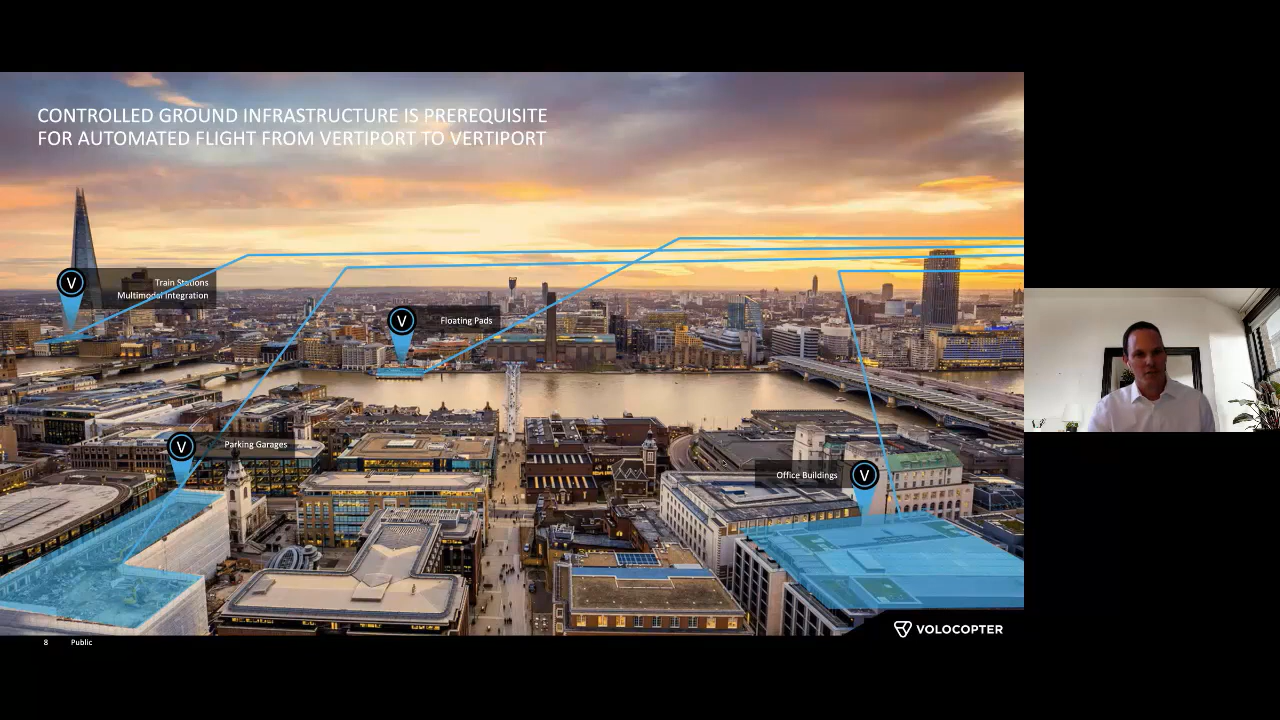 CONTROLLED GROUND INFRASTRUCTURE IS PREREQUISITE
FOR AUTOMATED FLIGHT FROM VERTIPORT TO VERTIPORT
V
Train Stations
Multimodal Integration
V
Floating Pads
V
Parking Garages
Office Buildings
V
VOLOCOPTER
8
Public